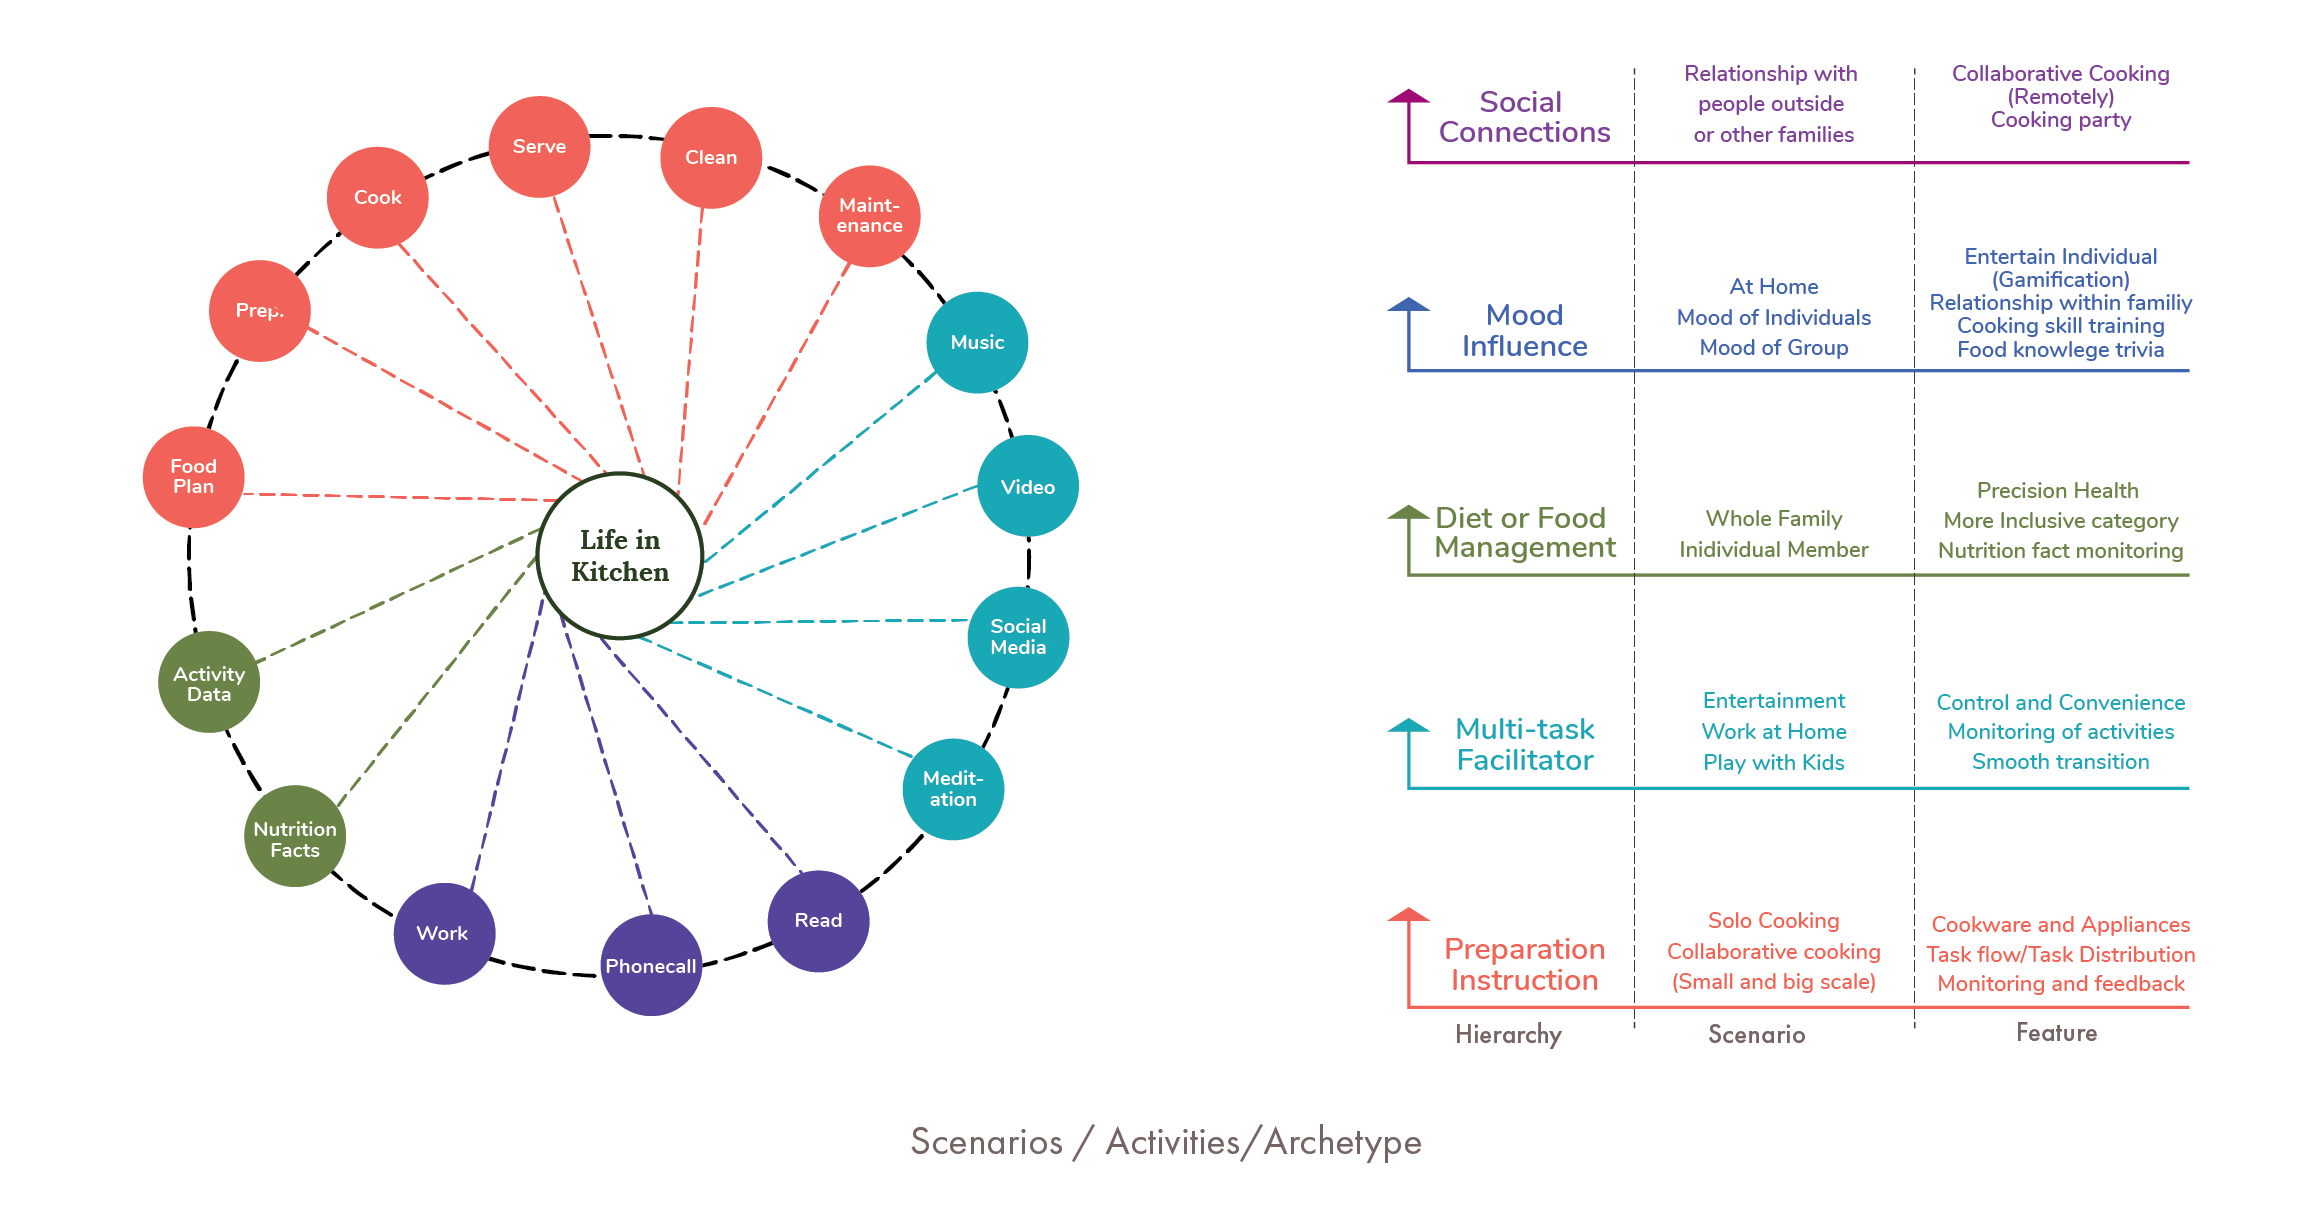 Serve
Clean
Cook
Maint-
enance
Prep.
Music
Food
Plan
Video
Life in
Kitchen
Social
Media
Activity
Data
Medit-
ation
Nutrition
Facts
Work
Phonecall
Read
Social
Connections
Relationship with
people outside
or other families
Collaborative Cooking
(Remotely)
Cooking party
Mood
Influence
At Home
Mood of Individuals
Mood of Group
Entertain Individual
(Gamification)
Relationship within familiy
Cooking skill training
Food knowlege trivia
Diet or Food
Management
Whole Family
Inidividual Member
Precision Health
More Inclusive category
Nutrition fact monitoring
Multi-task
Facilitator
Entertainment
Work at Home
Play with Kids
Control and Convenience
Monitoring of activities
Smooth transition
Preparation
Instruction
Solo Cooking
Collaborative cooking
(Small and big scale)
Cookware and Appliances
Task flow/Task Distribution
Monitoring and feedback
Hierarchy
Scenario
Feature
Scenarios / Activities/Archetype